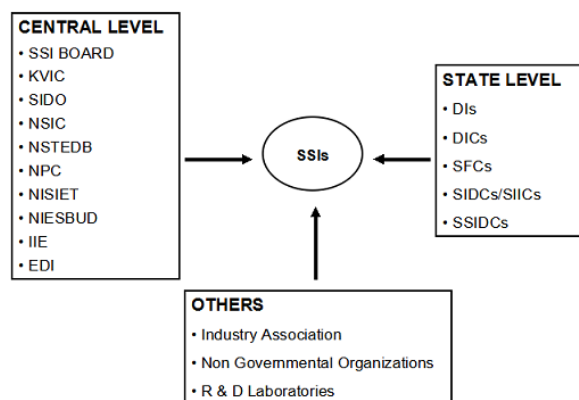 CENTRAL LEVEL
• SSI BOARD
• KVIC
• SIDO
• NSIC
• NSTEDB
• NPC
• NISIET
• NIESBUD
• IIE
• EDI
SSIs
STATE LEVEL
• DIs
• DICs
• SFCs
• SIDCs/SIICs
• SSIDCs
OTHERS
• Industry Association
• Non Governmental Organizations
• R & D Laboratories